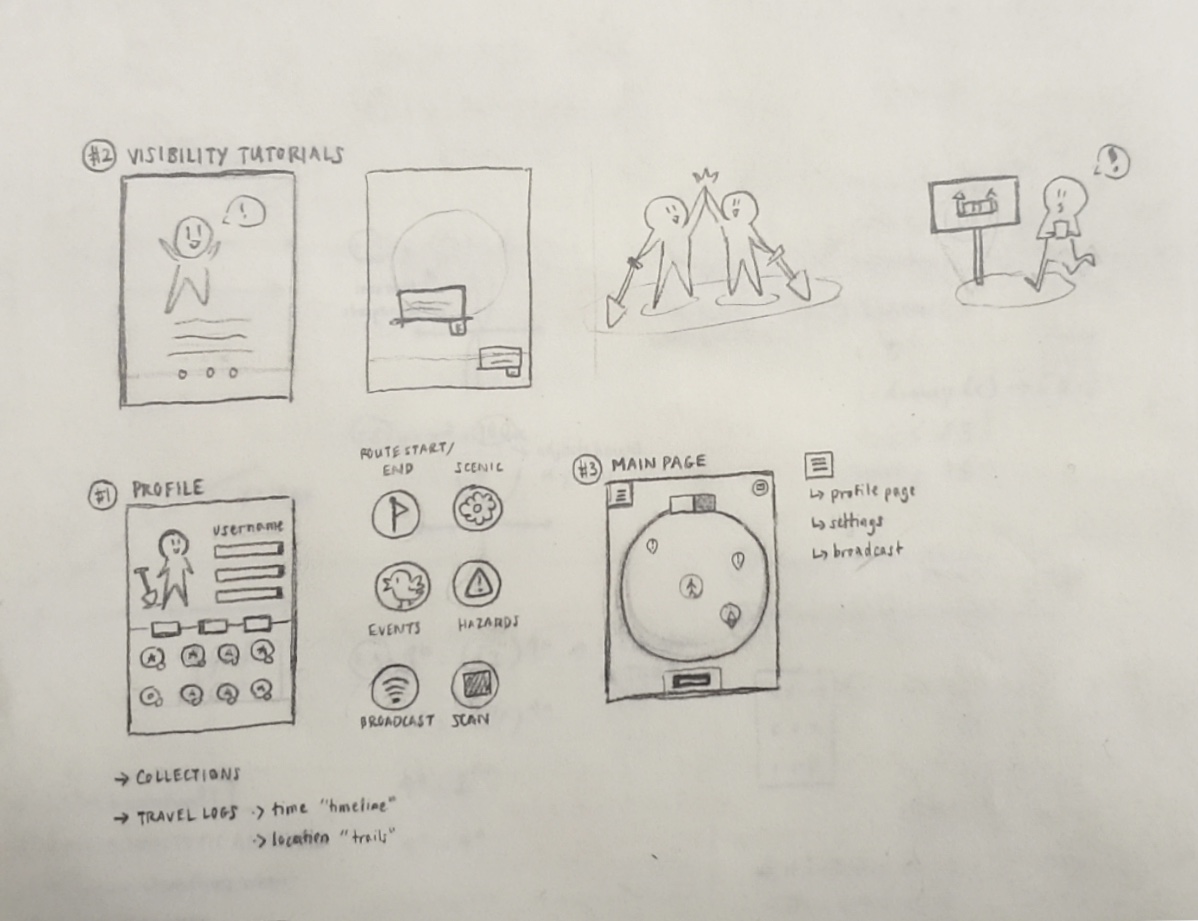 #2 VISIBILITY TUTORIALS
!
!
#1 PROFILE
username
ROUTE START/
END
SCENIC
EVENTS
HAZARDS
BROADCAST
SCAN
#3 MAIN PAGE
↳ profile page
↳ settings
↳ broadcast
→ COLLECTIONS
→ TRAVEL LOGS -> time "timeline"
-> location "trails"